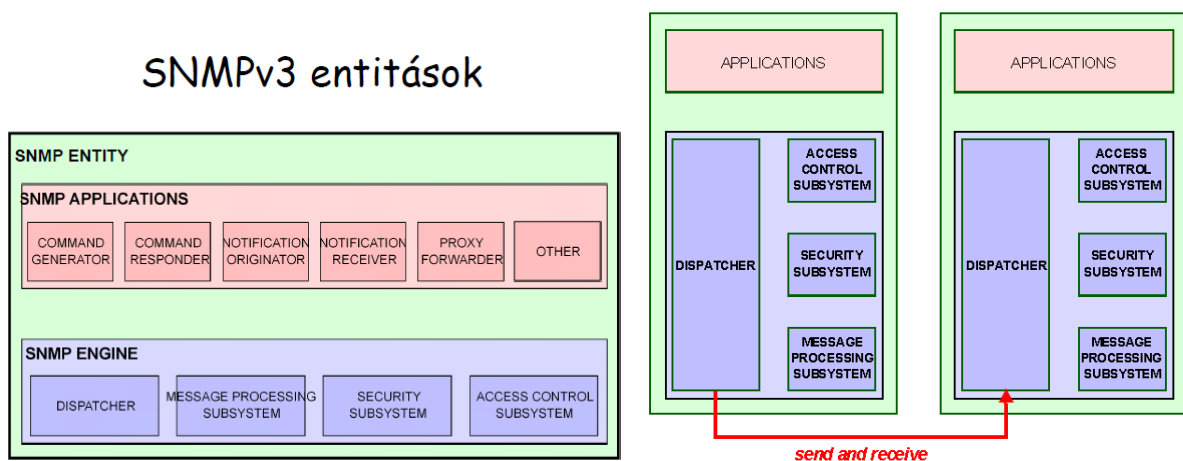 SNMPv3 entitások
SNMP ENTITY
SNMP APPLICATIONS
COMMAND
GENERATOR
COMMAND
RESPONDER
NOTIFICATION
ORIGINATOR
NOTIFICATION
RECEIVER
PROXY
FORWARDER
OTHER
SNMP ENGINE
DISPATCHER
MESSAGE PROCESSING
SUBSYSTEM
SECURITY
SUBSYSTEM
ACCESS CONTROL
SUBSYSTEM
APPLICATIONS
DISPATCHER
ACCESS
CONTROL
SUBSYSTEM
SECURITY
SUBSYSTEM
MESSAGE
PROCESSING
SUBSYSTEM
APPLICATIONS
DISPATCHER
ACCESS
CONTROL
SUBSYSTEM
SECURITY
SUBSYSTEM
MESSAGE
PROCESSING
SUBSYSTEM
send and receive